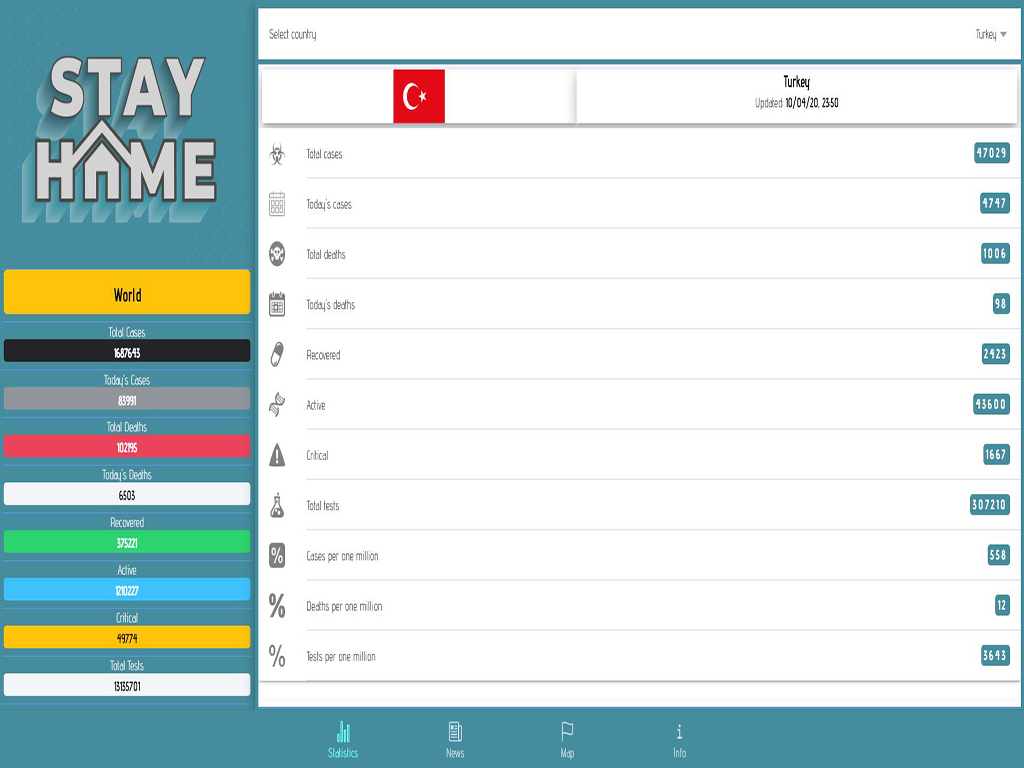 STAY
HOME
World
Total Cases
1687643
Today's Cases
83991
Total Deaths
102195
Today's Deaths
6503
Recovered
375221
Active
1210227
Critical
49774
Total Tests
13135701
Select country
Turkey
Turkey
Updated: 10/04/20, 23:50
Total cases
47029
Today's cases
4747
Total deaths
1006
Today's deaths
98
Recovered
2423
Active
43600
Critical
1667
Total tests
307210
Cases per one million
558
Deaths per one million
12
Tests per one million
3643
Statistics
News
Map
Info